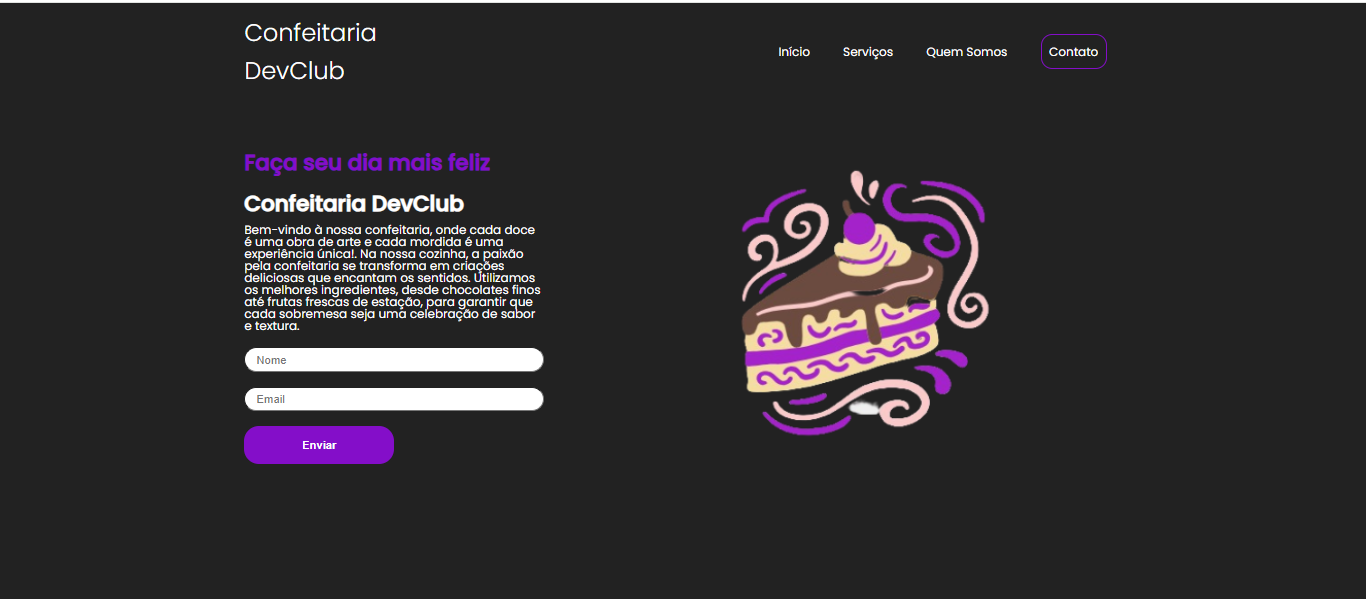 Confeitaria
DevClub
Início
Serviços
Quem Somos
Contato
Faça seu dia mais feliz
Confeitaria DevClub
Bem-vindo à nossa confeitaria, onde cada doce
é uma obra de arte e cada mordida é uma
experiência única!. Na nossa cozinha, a paixão
pela confeitaria se transforma em criações
deliciosas que encantam os sentidos. Utilizamos
os melhores ingredientes, desde chocolates finos
até frutas frescas de estação, para garantir que
cada sobremesa seja uma celebração de sabor
e textura.
Nome
Email
Enviar